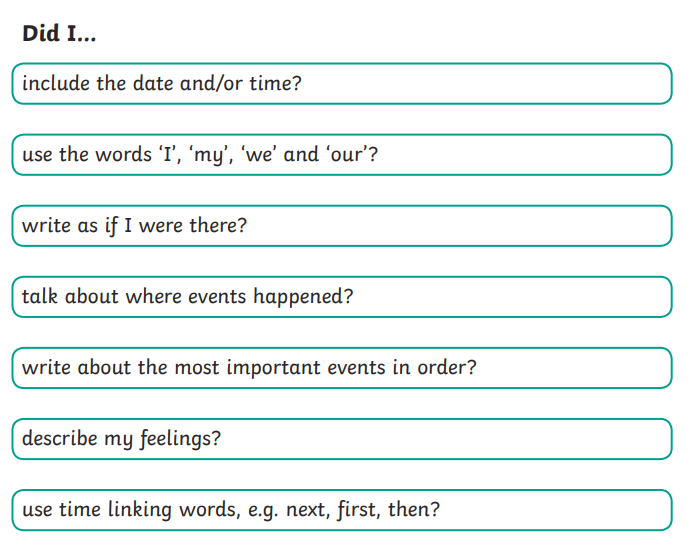 Did I...
include the date and/or time?
use the words ‘I’, ‘my’, ‘we’ and ‘our’?
write as if I were there?
talk about where events happened?
write about the most important events in order?
describe my feelings?
use time linking words, e.g. next, first, then?